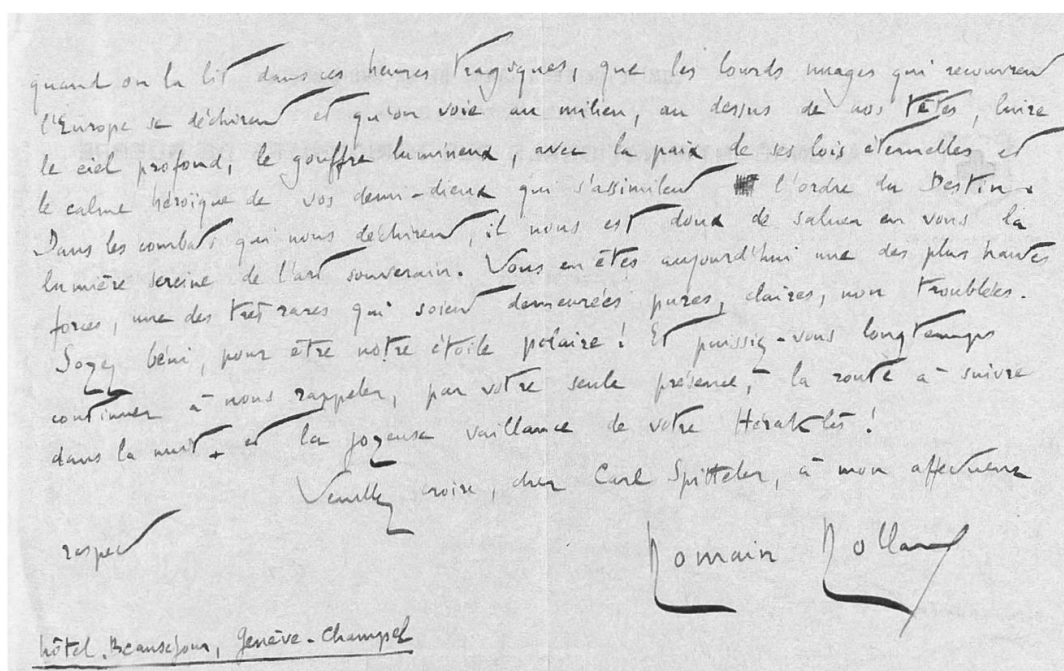 quand on la lit dans ces heures tragiques, que les lourds nuages qui recouvrent
l'Europe se déchirent et qu'on voie au milieu, au dessus de nos têtes, luire
le ciel profond, le gouffre lumineux, avec la paix de ses lois éternelles et
le calme héroïque de vos demi-dieux qui s'assimilent l'ordre du Destin.
Dans les combats qui nous déchirent, il nous est doux de saluer en vous la
lumière sereine de l'art souverain. Vous en êtes aujourd'hui une des plus hautes
forces, une des très rares qui soient demeurées pures, claires, non troublées.
Soyez béni, pour être notre étoile polaire ! Et puissiez-vous longtemps
continuer à nous rappeler, par votre seule présence, la route à suivre
dans la nuit, et la joyeuse vaillance de votre Héraklès !
Veuillez croire, cher Carl Spitteler, à mon affectueux
respect
Romain Rolland
hôtel Beauséjour, Genève-Champel